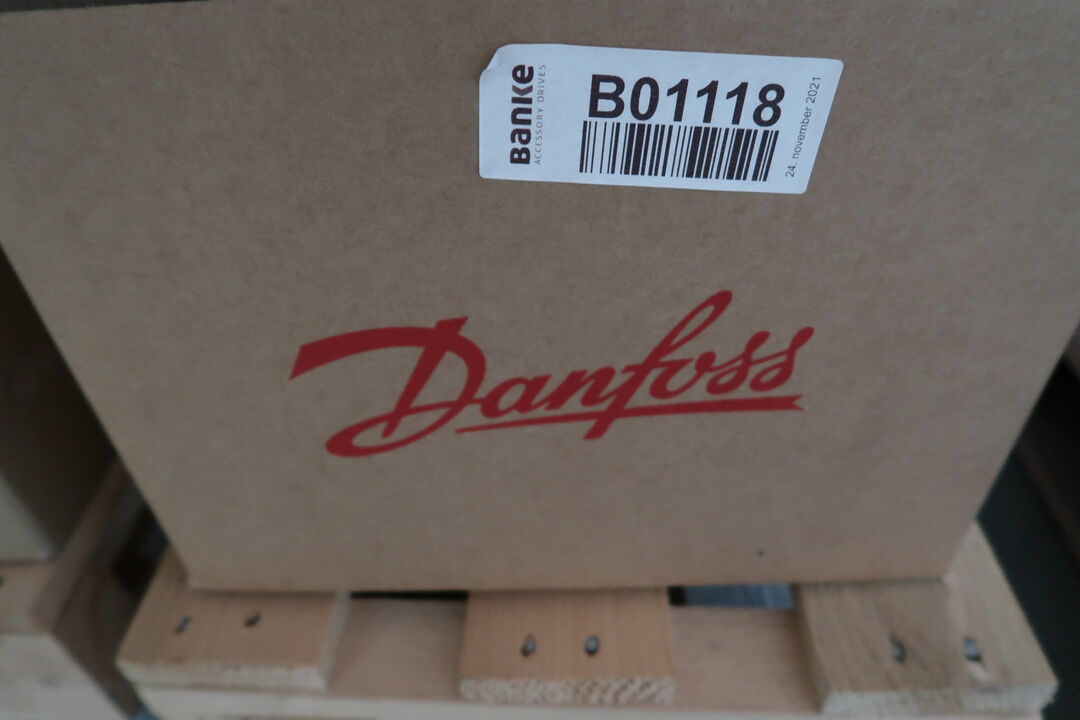 BanKe
ACCESSORY DRIVES
B01118
24. november 2021
Danfoss